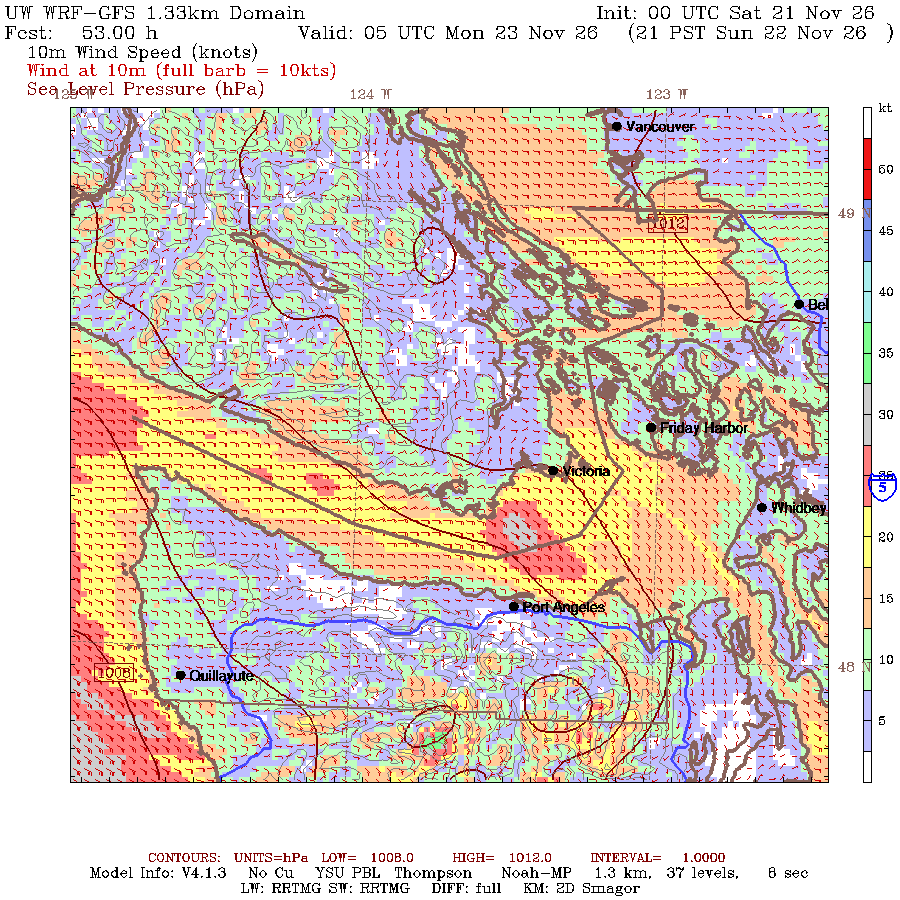 UW WRF-GFS 1.33km Domain Init: 00 UTC Sat 21 Nov 26
Fcst: 53.00 h Valid: 05 UTC Mon 23 Nov 26 (21 PST Sun 22 Nov 26 )
10m Wind Speed (knots)
Wind at 10m (full barb = 10kts)
Sea Level Pressure (hPa)
125 W 124 W 123 W
kt
Vancouver
60
49 N
1012
45
Bel
40
35
30
Friday Harbor
Victoria
25
5
Whidbey
20
Port Angeles
15
10
48 N
1008
Quillayute
5
CONTOURS: UNITS=hPa LOW= 1008.0 HIGH= 1012.0 INTERVAL= 1.0000
Model Info: V4.1.3 No Cu YSU PBL Thompson Noah-MP 1.3 km, 37 levels, 8 sec
LW: RRTMG SW: RRTMG DIFF: full KM: 2D Smagor